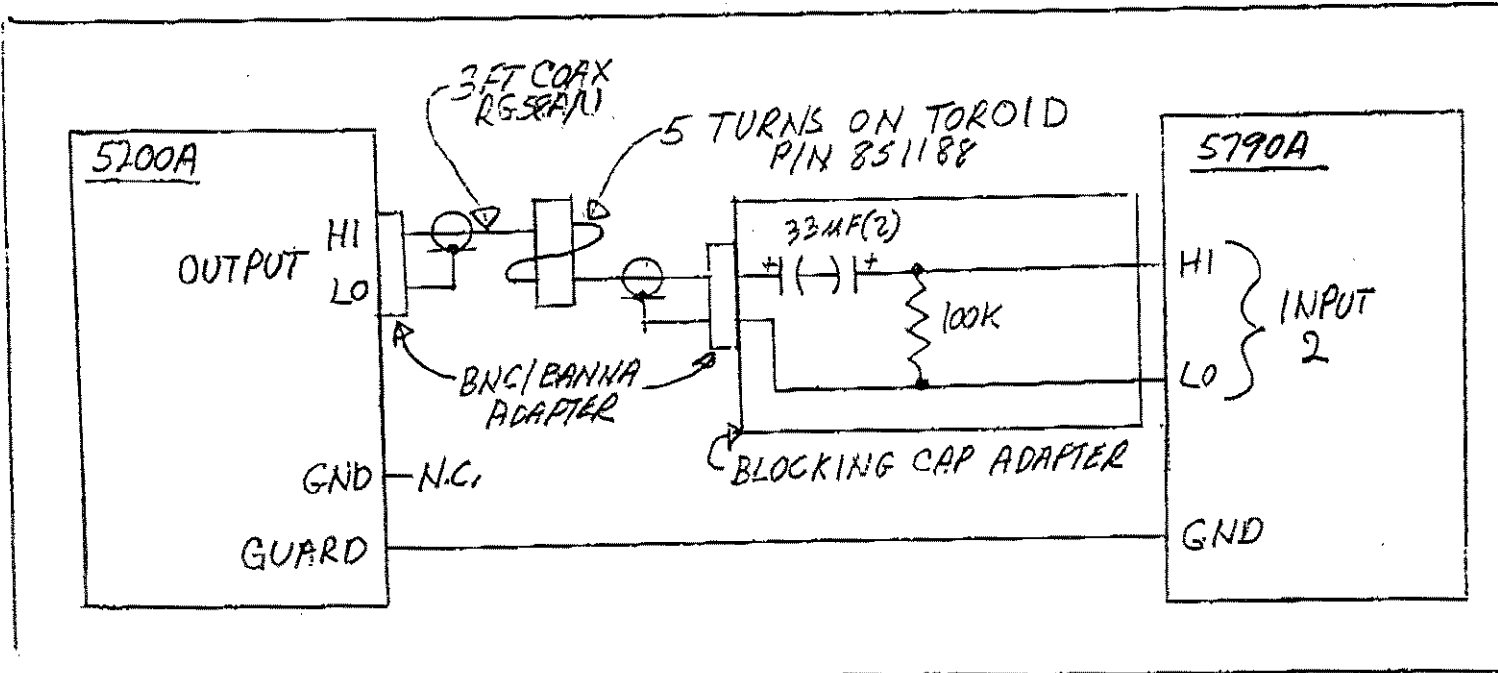 3FT COAX
RG58A/U
5 TURNS ON TOROID
P/N 851188
5200A
5790A
HI
OUTPUT
LO
33µF(2)
+
+
100K
HI
INPUT
2
LO
BNC/BANNA
ADAPTER
BLOCKING CAP ADAPTER
GND
N.C.
GUARD
GND